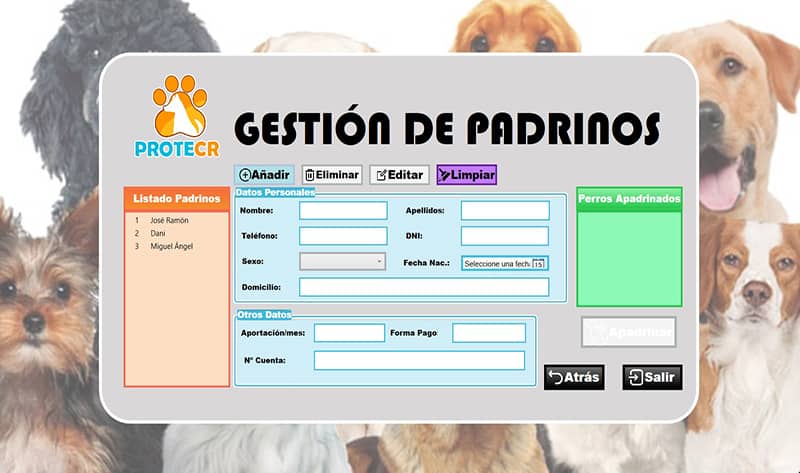 GESTIÓN DE PADRINOS
PROTECR
Añadir Eliminar Editar Limpiar
Listado Padrinos
1 José Ramón
2 Dani
3 Miguel Ángel
Datos Personales
Nombre: Apellidos:
Teléfono: DNI:
Sexo: Fecha Nac.: Seleccione una fech 15
Domicilio:
Otros Datos
Aportación/mes: Forma Pago:
Nº Cuenta:
Perros Apadrinados
Apadrinar
Atrás Salir